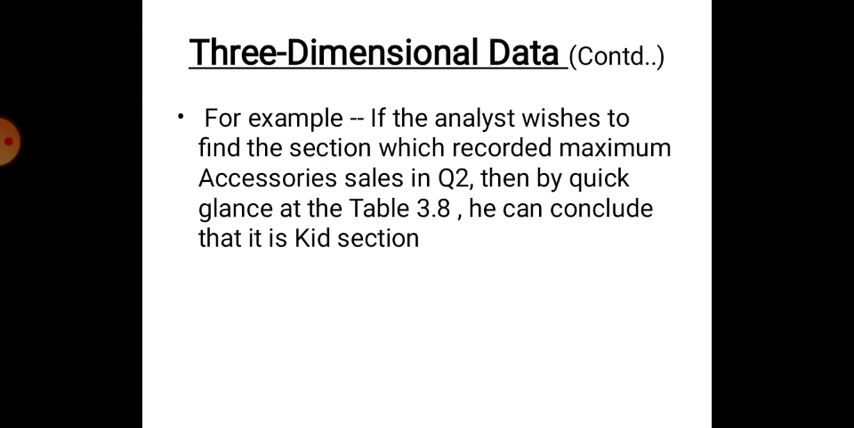 Three-Dimensional Data (Contd..)
• For example -- If the analyst wishes to
find the section which recorded maximum
Accessories sales in Q2, then by quick
glance at the Table 3.8 , he can conclude
that it is Kid section